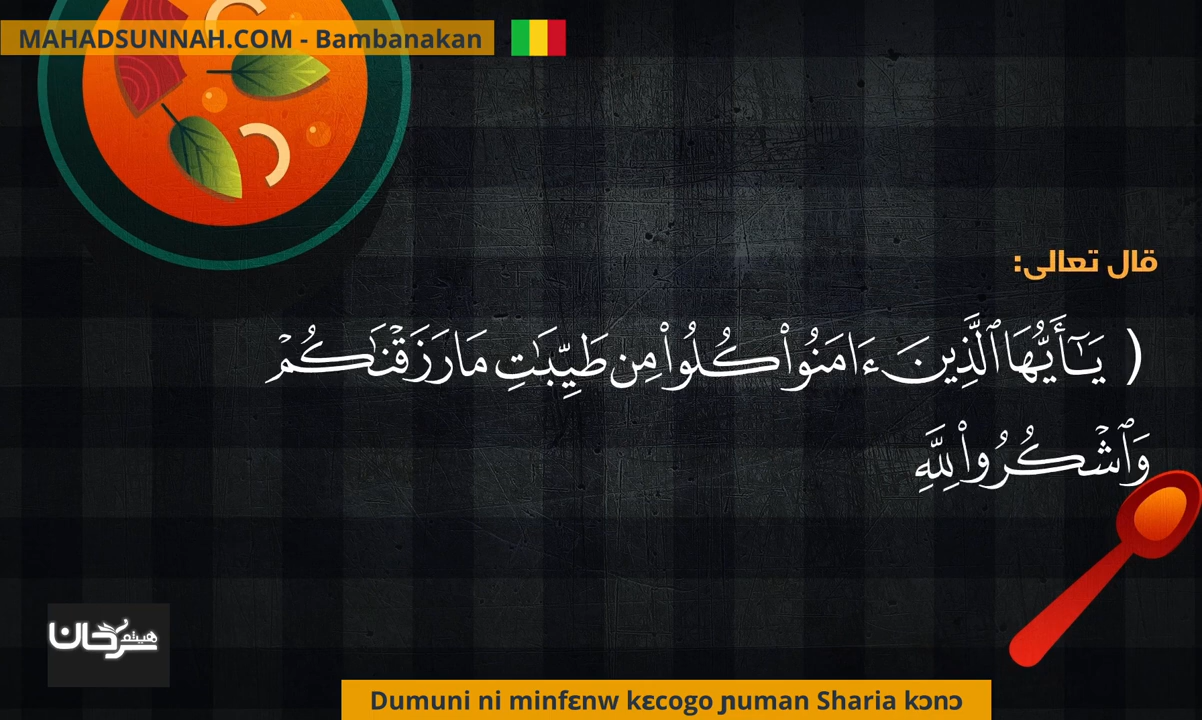 MAHADSUNNAH.COM - Bambanakan
قال تعالى:
( يَـٰٓأَيُّهَا ٱلَّذِينَ ءَامَنُوا۟ كُلُوا۟ مِن طَيِّبَـٰتِ مَا رَزَقْنَـٰكُمْ
وَٱشْكُرُوا۟ لِلَّهِ
هيثم سرحان
Dumuni ni minfɛnw kɛcogo ɲuman Sharia kɔnɔ